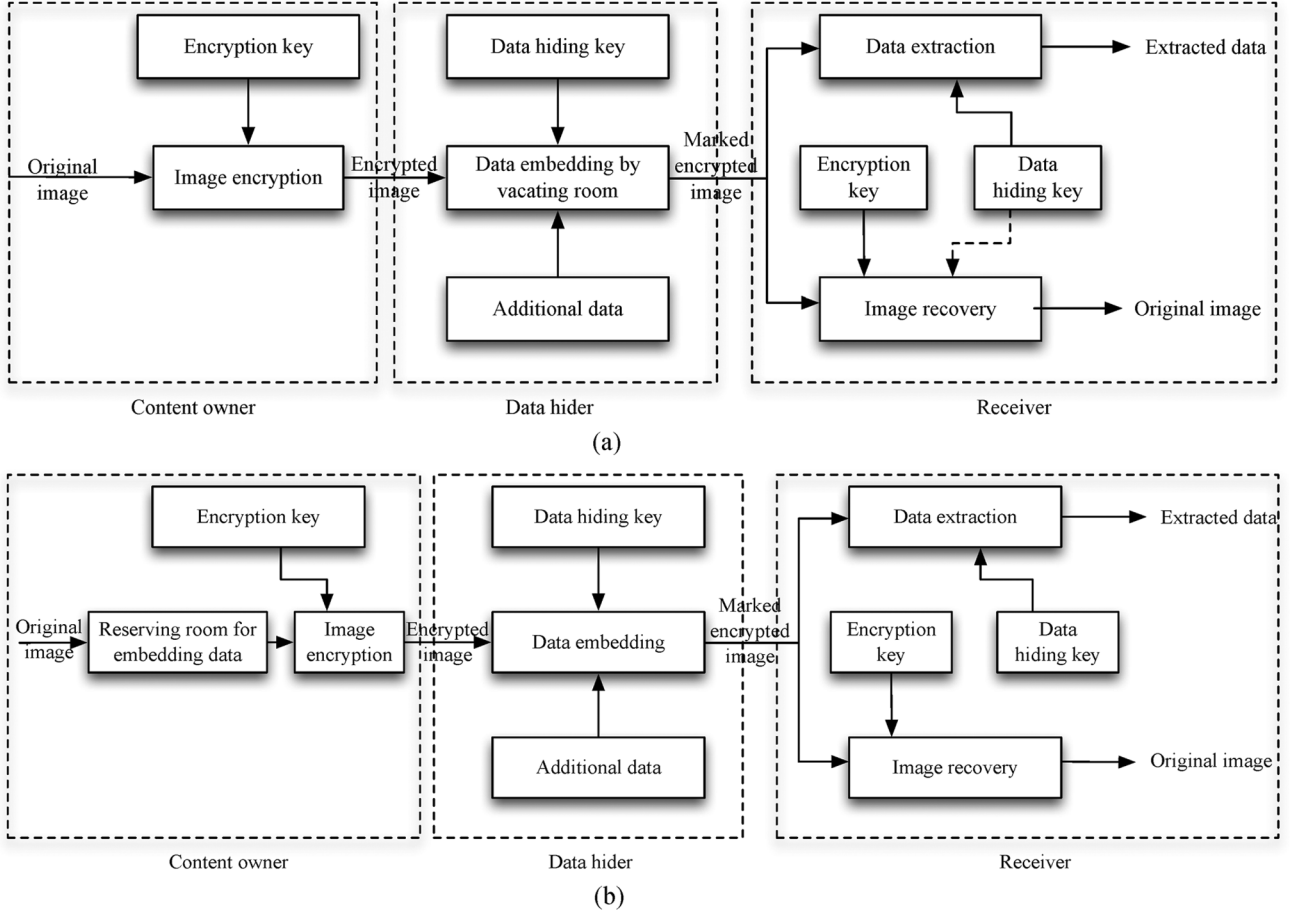 Encryption key
Data hiding key
Data extraction
Extracted data
Original
image
Image encryption
Encrypted
image
Data embedding by
vacating room
Marked
encrypted
image
Encryption
key
Data
hiding key
Additional data
Image recovery
Original image
Content owner
Data hider
Receiver
(a)
Encryption key
Data hiding key
Data extraction
Extracted data
Original
image
Reserving room for
embedding data
Image
encryption
Encrypted
image
Data embedding
Marked
encrypted
image
Encryption
key
Data
hiding key
Additional data
Image recovery
Original image
Content owner
Data hider
Receiver
(b)